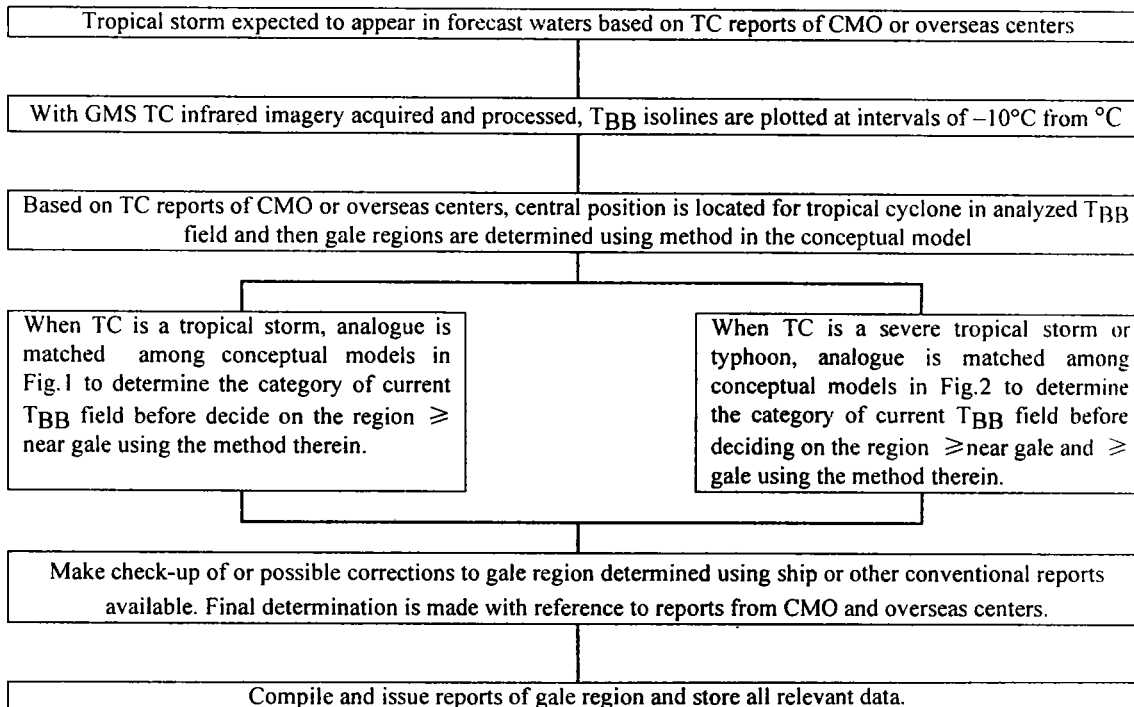 Tropical storm expected to appear in forecast waters based on TC reports of CMO or overseas centers
With GMS TC infrared imagery acquired and processed, TBB isolines are plotted at intervals of –10°C from °C
Based on TC reports of CMO or overseas centers, central position is located for tropical cyclone in analyzed TBB
field and then gale regions are determined using method in the conceptual model
When TC is a tropical storm, analogue is
matched among conceptual models in
Fig.1 to determine the category of current
TBB field before decide on the region ≥
near gale using the method therein.
When TC is a severe tropical storm or
typhoon, analogue is matched among
conceptual models in Fig.2 to determine
the category of current TBB field before
deciding on the region ≥near gale and ≥
gale using the method therein.
Make check-up of or possible corrections to gale region determined using ship or other conventional reports
available. Final determination is made with reference to reports from CMO and overseas centers.
Compile and issue reports of gale region and store all relevant data.